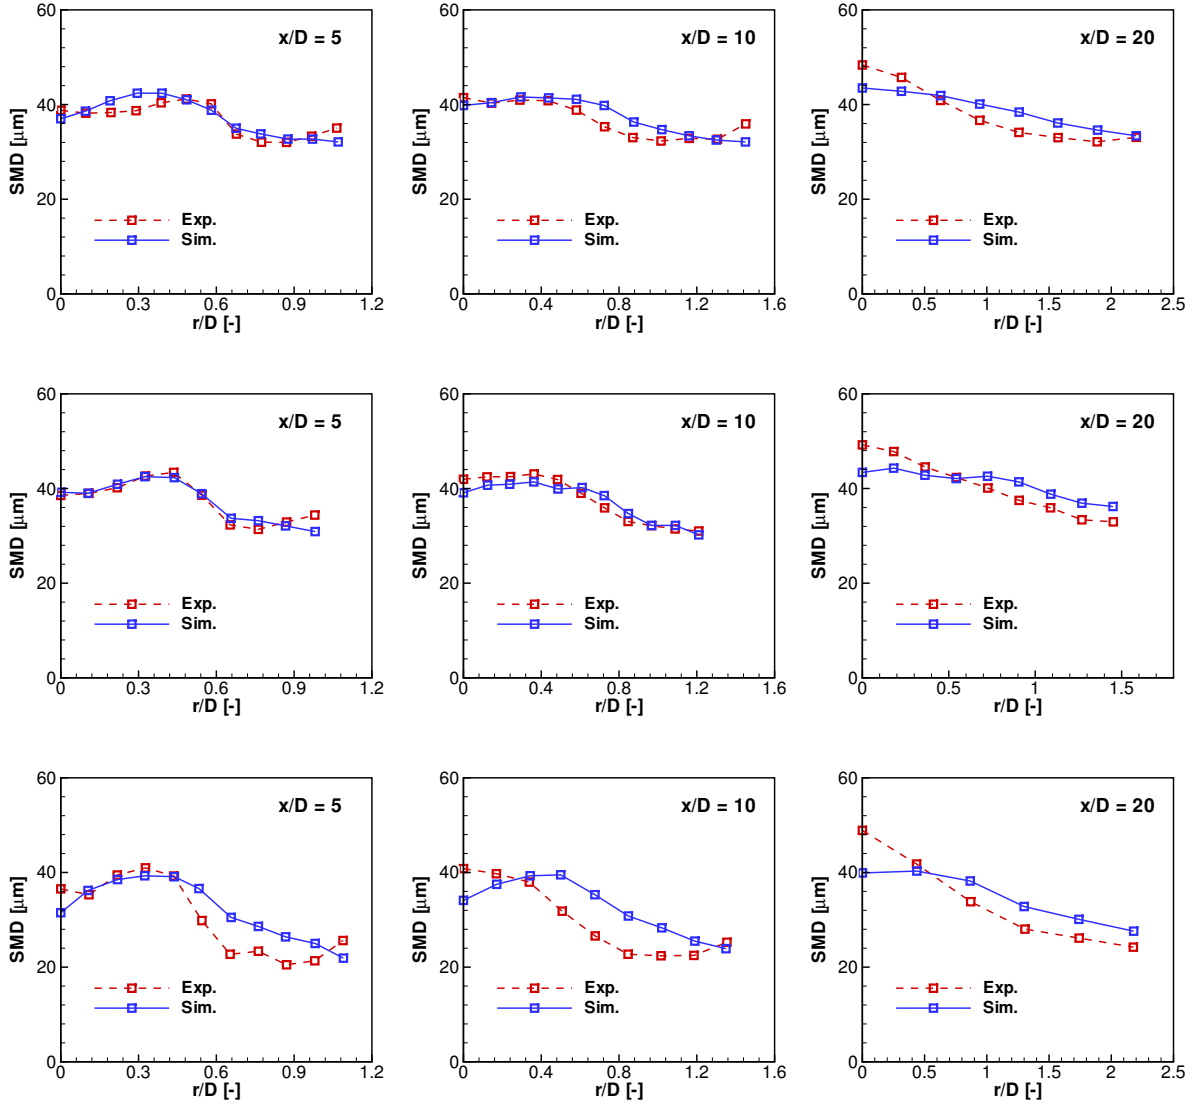 60
40
20
0
SMD [μm]
x/D = 5
Exp.
Sim.
0 0.3 0.6 0.9 1.2
r/D [-]
60
40
20
0
SMD [μm]
x/D = 10
Exp.
Sim.
0 0.4 0.8 1.2 1.6
r/D [-]
60
40
20
0
SMD [μm]
x/D = 20
Exp.
Sim.
0 0.5 1 1.5 2 2.5
r/D [-]
60
40
20
0
SMD [μm]
x/D = 5
Exp.
Sim.
0 0.3 0.6 0.9 1.2
r/D [-]
60
40
20
0
SMD [μm]
x/D = 10
Exp.
Sim.
0 0.4 0.8 1.2 1.6
r/D [-]
60
40
20
0
SMD [μm]
x/D = 20
Exp.
Sim.
0 0.5 1 1.5
r/D [-]
60
40
20
0
SMD [μm]
x/D = 5
Exp.
Sim.
0 0.3 0.6 0.9 1.2
r/D [-]
60
40
20
0
SMD [μm]
x/D = 10
Exp.
Sim.
0 0.4 0.8 1.2 1.6
r/D [-]
60
40
20
0
SMD [μm]
x/D = 20
Exp.
Sim.
0 0.5 1 1.5 2 2.5
r/D [-]